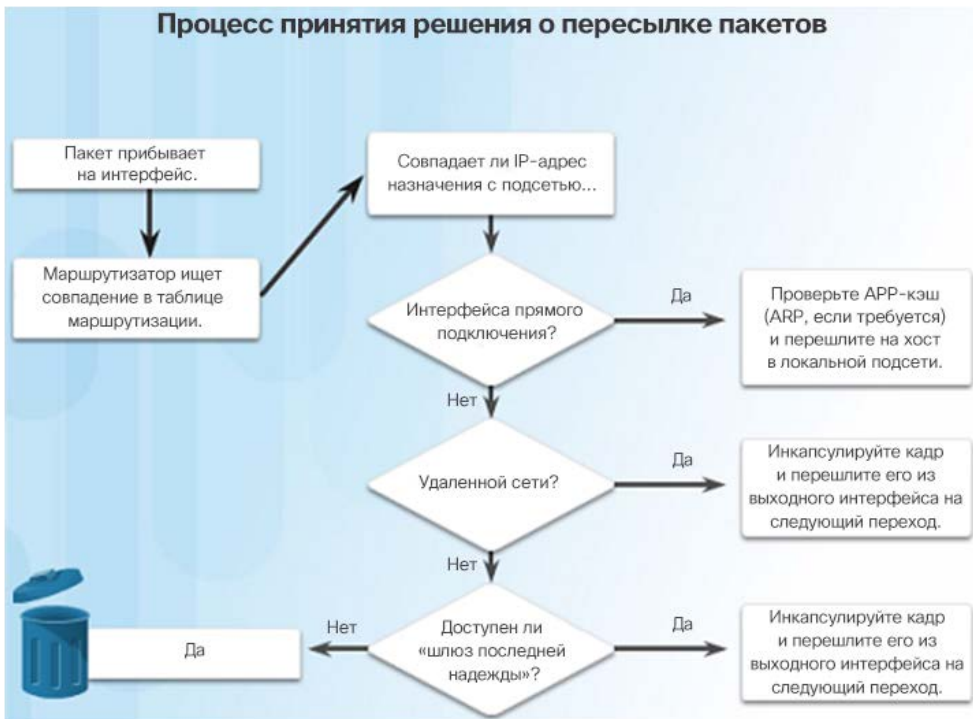 Процесс принятия решения о пересылке пакетов
Пакет прибывает
на интерфейс.
Маршрутизатор ищет
совпадение в таблице
маршрутизации.
Совпадает ли IP-адрес
назначения с подсетью...
Интерфейса прямого
подключения?
Да
Проверьте АРР-кэш
(ARP, если требуется)
и перешлите на хост
в локальной подсети.
Нет
Удаленной сети?
Да
Инкапсулируйте кадр
и перешлите его из
выходного интерфейса на
следующий переход.
Нет
Доступен ли
«шлюз последней
надежды»?
Да
Инкапсулируйте кадр
и перешлите его из
выходного интерфейса на
следующий переход.
Нет
Да